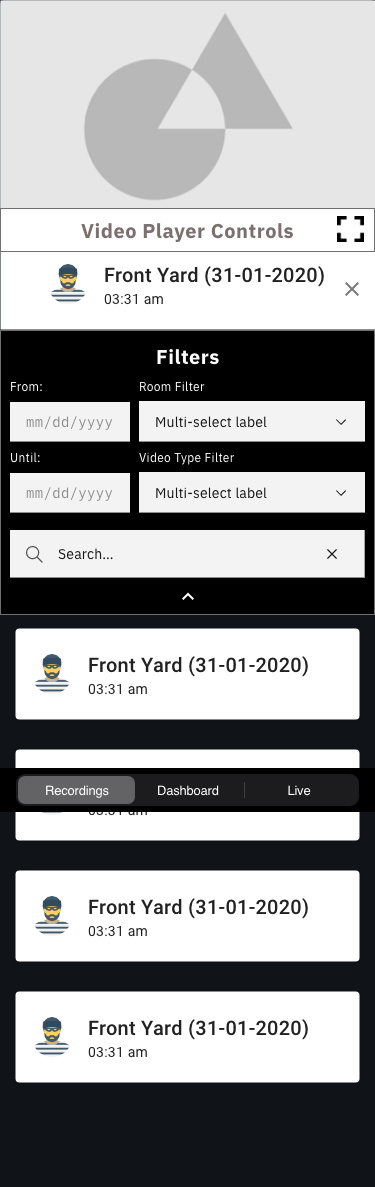 Video Player Controls
Front Yard (31-01-2020)
03:31 am
Filters
From:
Room Filter
mm/dd/yyyy
Multi-select label
Until:
Video Type Filter
mm/dd/yyyy
Multi-select label
Search...
Front Yard (31-01-2020)
03:31 am
Recordings Dashboard Live
03:31 am
Front Yard (31-01-2020)
03:31 am
Front Yard (31-01-2020)
03:31 am